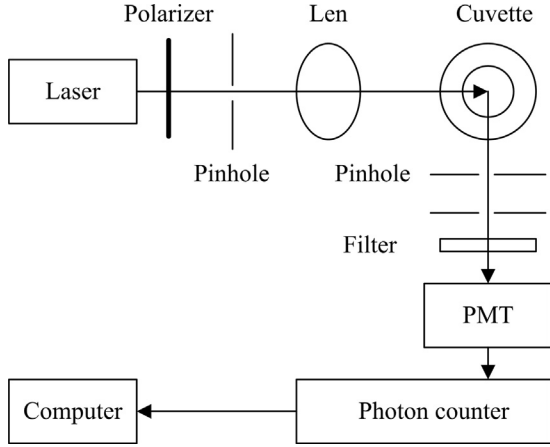 Polarizer
Len
Cuvette
Laser
Pinhole
Pinhole
Filter
PMT
Computer
Photon counter